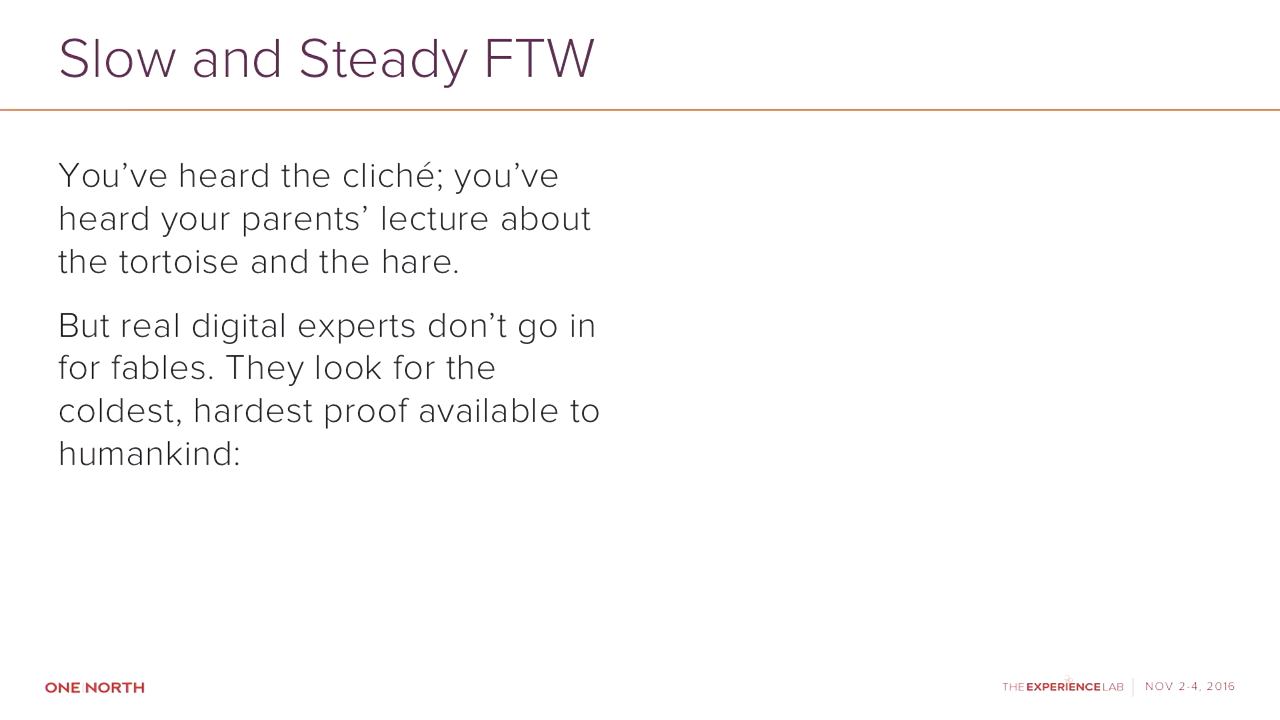 Slow and Steady FTW
You’ve heard the cliché; you’ve
heard your parents’ lecture about
the tortoise and the hare.
But real digital experts don’t go in
for fables. They look for the
coldest, hardest proof available to
humankind:
ONE NORTH
THE EXPERIENCE LAB | NOV 2-4, 2016